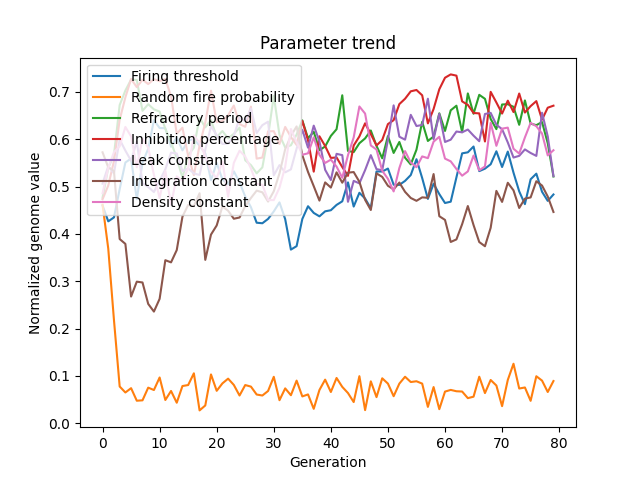 Parameter trend
Firing threshold
Random fire probability
Refractory period
Inhibition percentage
Leak constant
Integration constant
Density constant
Normalized genome value
0.7
0.6
0.5
0.4
0.3
0.2
0.1
0.0
0 10 20 30 40 50 60 70 80
Generation